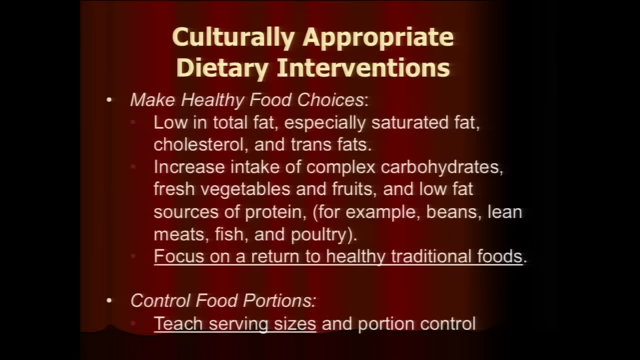 Culturally Appropriate
Dietary Interventions
• Make Healthy Food Choices:
• Low in total fat, especially saturated fat,
cholesterol, and trans fats.
• Increase intake of complex carbohydrates,
fresh vegetables and fruits, and low fat
sources of protein, (for example, beans, lean
meats, fish, and poultry).
• Focus on a return to healthy traditional foods.
• Control Food Portions:
• Teach serving sizes and portion control